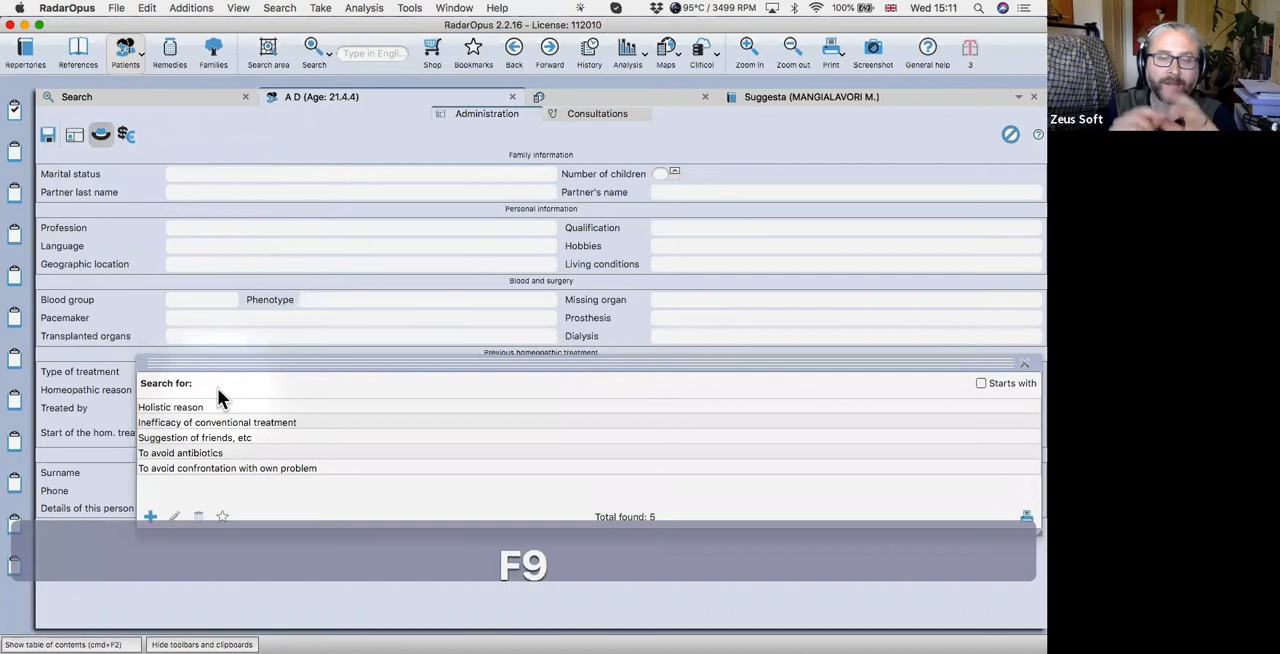 RadarOpus File Edit Additions View Search Take Analysis Tools Window Help 95°C / 3499 RPM 100% Wed 15:11
RadarOpus 2.2.16 - License: 112010
Type in Engli...
Repertories References Patients Remedies Families Search area Search Shop Bookmarks Back Forward History Analysis Maps Clificol Zoom in Zoom out Print Screenshot General help 3
Search A D (Age: 21.4.4) Suggesta (MANGIALAVORI M.)
Administration Consultations
Zeus Soft
Family information
Marital status Number of children
Partner last name Partner's name
Personal information
Profession Qualification
Language Hobbies
Geographic location Living conditions
Blood and surgery
Blood group Phenotype Missing organ
Pacemaker Prosthesis
Transplanted organs Dialysis
Previous homeopathic treatment
Type of treatment
Homeopathic reason
Treated by
Start of the hom. trea
Search for: Starts with
Holistic reason
Inefficacy of conventional treatment
Suggestion of friends, etc
To avoid antibiotics
To avoid confrontation with own problem
Total found: 5
Surname
Phone
Details of this person
F9
Show table of contents (cmd+F2) Hide toolbars and clipboards